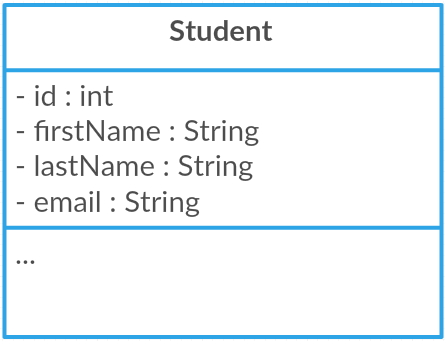 Student
- id : int
- firstName : String
- lastName : String
- email : String
...